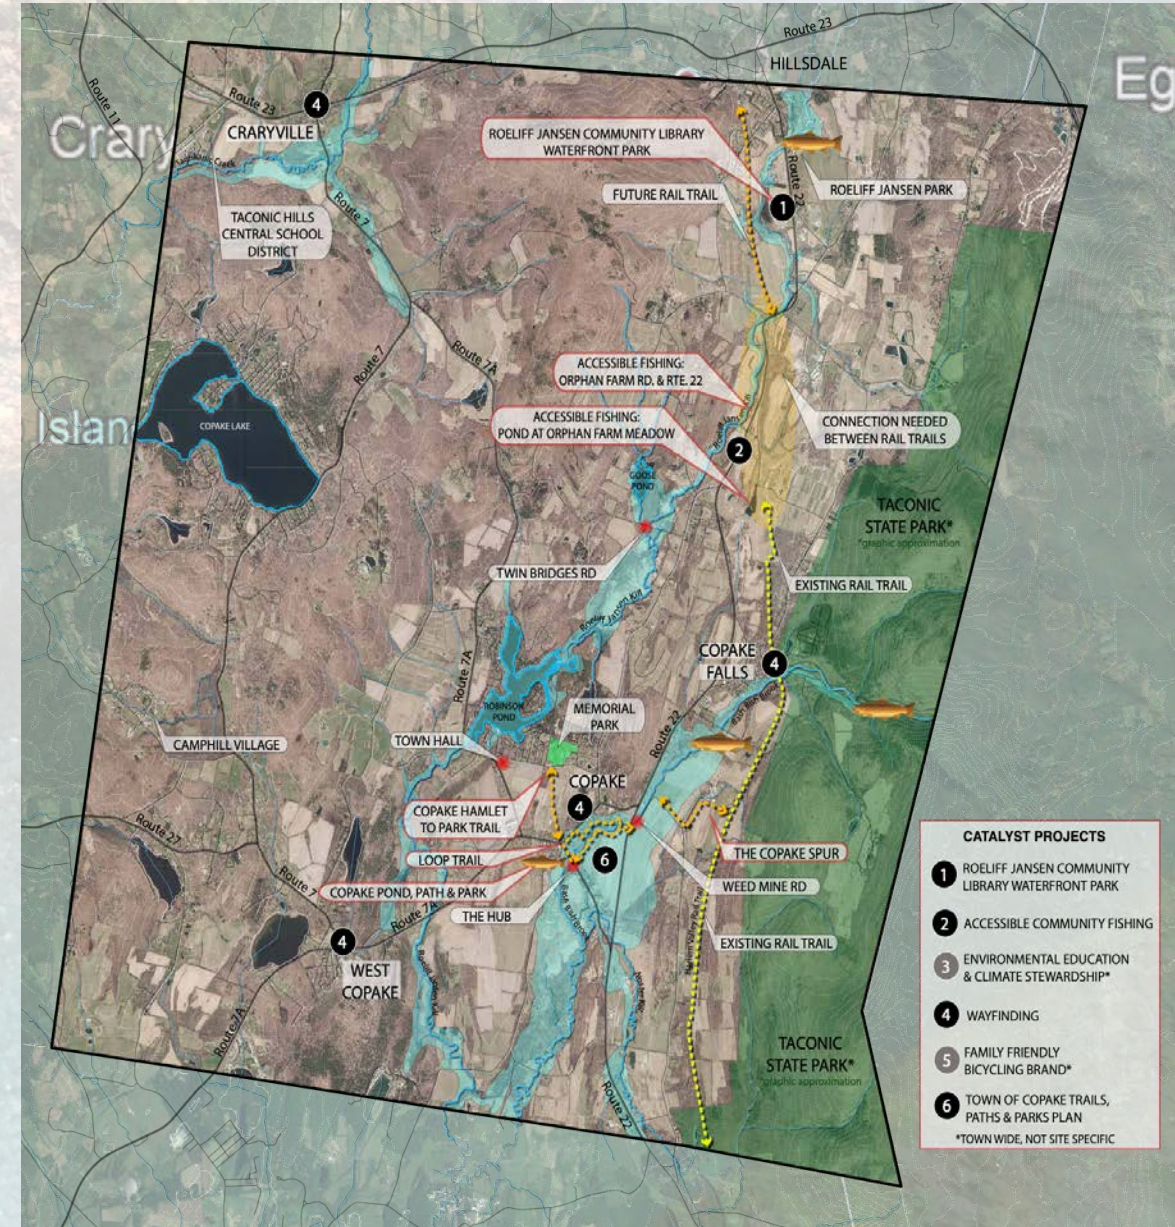 Route 23
HILLSDALE
Eg
Route 11
Route 23
4
CRARYVILLE
Crary
ROELIFF JANSEN COMMUNITY LIBRARY
WATERFRONT PARK
Route 22
ROELIFF JANSEN PARK
FUTURE RAIL TRAIL
1
Route 7
TACONIC HILLS
CENTRAL SCHOOL
DISTRICT
Route 7
Route 7A
ACCESSIBLE FISHING:
ORPHAN FARM RD. & RTE. 22
ACCESSIBLE FISHING:
POND AT ORPHAN FARM MEADOW
CONNECTION NEEDED
BETWEEN RAIL TRAILS
Islan
COPAKE LAKE
2
GOOSE
POND
TACONIC
STATE PARK*
*graphic approximation
TWIN BRIDGES RD
EXISTING RAIL TRAIL
Roeliff Jansen Kill
COPAKE
FALLS
4
Route 7A
ROBINSON
POND
MEMORIAL
PARK
Route 22
CAMPHILL VILLAGE
TOWN HALL
COPAKE
4
COPAKE HAMLET
TO PARK TRAIL
LOOP TRAIL
6
THE COPAKE SPUR
COPAKE POND, PATH & PARK
WEED MINE RD
THE HUB
EXISTING RAIL TRAIL
Route 27
Route 7
Route 7A
4
WEST
COPAKE
Route 7A
Route 22
TACONIC
STATE PARK*
*graphic approximation
CATALYST PROJECTS
1 ROELIFF JANSEN COMMUNITY
LIBRARY WATERFRONT PARK
2 ACCESSIBLE COMMUNITY FISHING
3 ENVIRONMENTAL EDUCATION
& CLIMATE STEWARDSHIP*
4 WAYFINDING
5 FAMILY FRIENDLY
BICYCLING BRAND*
6 TOWN OF COPAKE TRAILS,
PATHS & PARKS PLAN
*TOWN WIDE, NOT SITE SPECIFIC